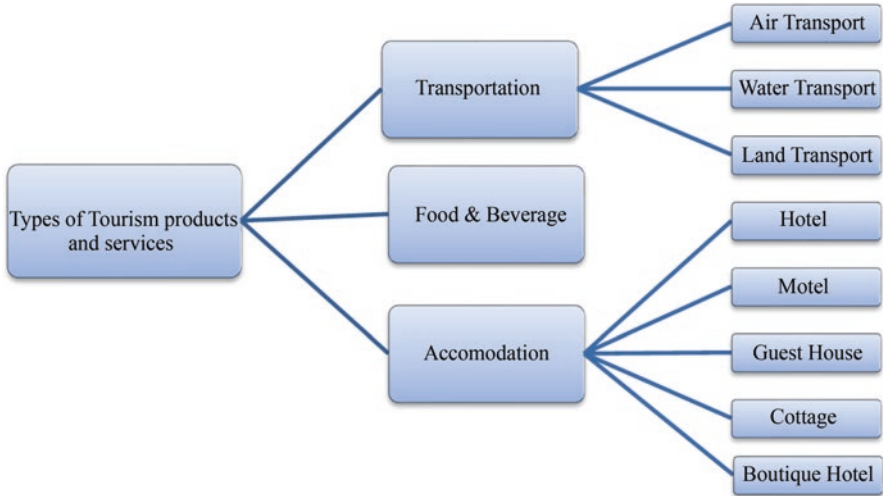 Types of Tourism products
and services
Transportation
Food & Beverage
Accomodation
Air Transport
Water Transport
Land Transport
Hotel
Motel
Guest House
Cottage
Boutique Hotel